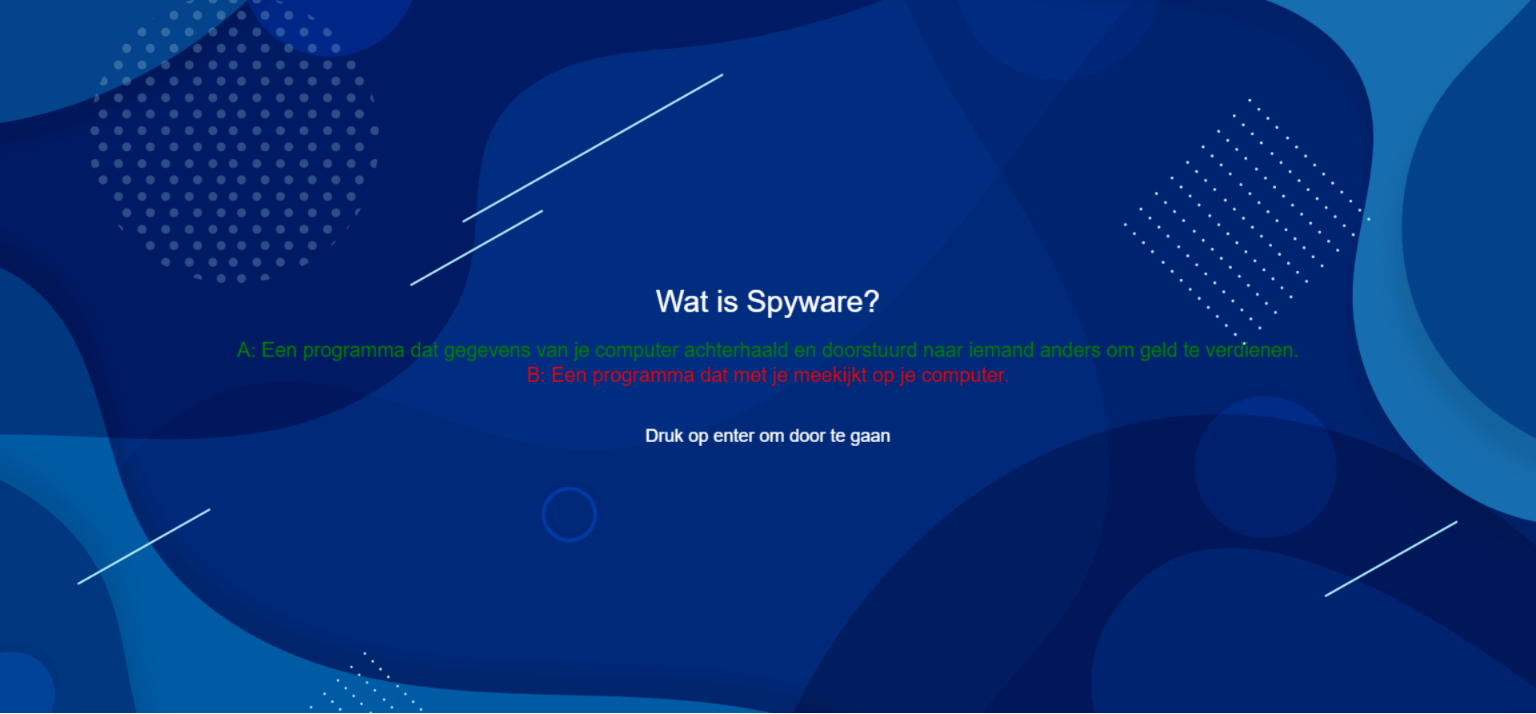 Wat is Spyware?
A: Een programma dat gegevens van je computer achterhaald en doorstuurd naar iemand anders om geld te verdienen.
B: Een programma dat met je meekijkt op je computer.
Druk op enter om door te gaan